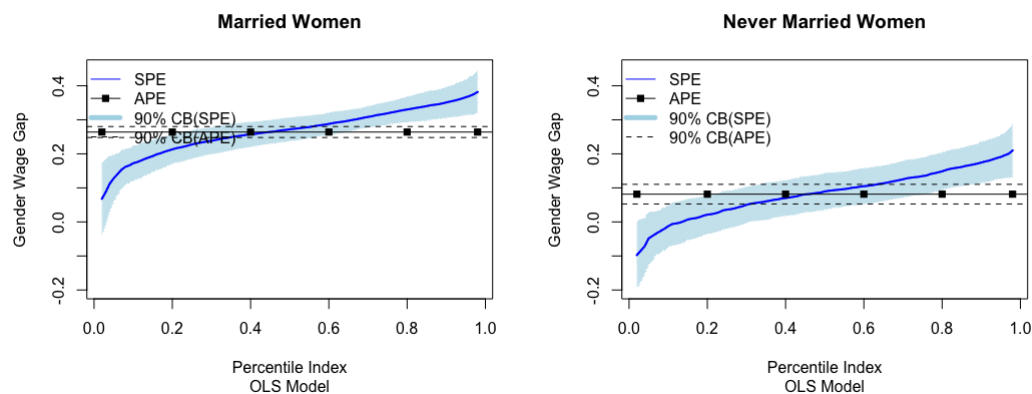 Married Women
Gender Wage Gap
0.4
0.2
0.0
-0.2
SPE
APE
90% CB(SPE)
90% CB(APE)
0.0 0.2 0.4 0.6 0.8 1.0
Percentile Index
OLS Model
Never Married Women
Gender Wage Gap
0.4
0.2
0.0
-0.2
SPE
APE
90% CB(SPE)
90% CB(APE)
0.0 0.2 0.4 0.6 0.8 1.0
Percentile Index
OLS Model